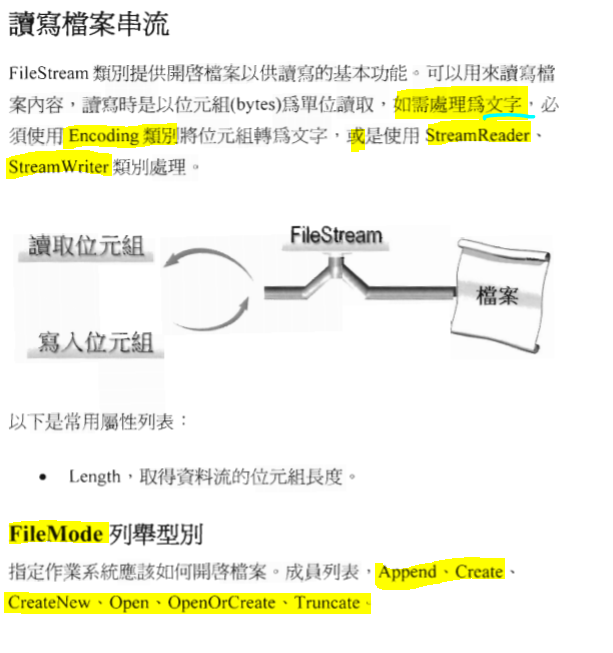 讀寫檔案串流
FileStream 類別提供開啓檔案以供讀寫的基本功能。可以用來讀寫檔
案內容，讀寫時是以位元組(bytes)爲單位讀取，如需處理爲文字，必
須使用 Encoding 類別將位元組轉爲文字，或是使用 StreamReader、
StreamWriter 類別處理。
FileStream
讀取位元組
檔案
寫入位元組
以下是常用屬性列表：
• Length，取得資料流的位元組長度。
FileMode 列舉型別
指定作業系統應該如何開啓檔案。成員列表，Append、Create、
CreateNew、Open、OpenOrCreate、Truncate。